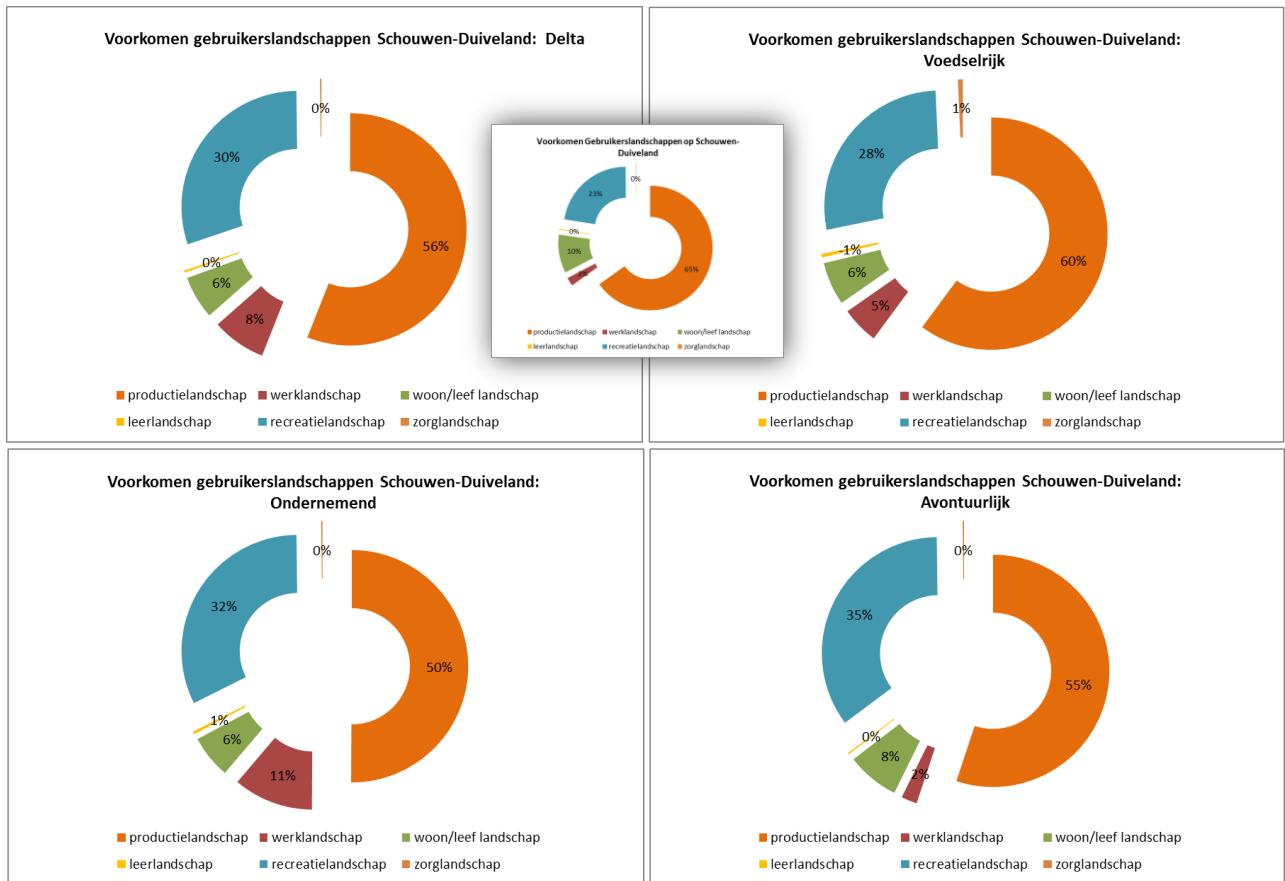 Voorkomen gebruikerslandschappen Schouwen-Duiveland: Delta
0%
30%
56%
0%
6%
8%
productielandschap werklandschap woon/leef landschap
leerlandschap recreatielandschap zorglandschap
Voorkomen gebruikerslandschappen Schouwen-Duiveland:
Voedselrijk
1%
28%
60%
-1%
6%
5%
productielandschap werklandschap woon/leef landschap
leerlandschap recreatielandschap zorglandschap
Voorkomen Gebruikerslandschappen op Schouwen-
Duiveland
0%
23%
0%
10%
65%
2%
productielandschap werklandschap woon/leef landschap
leerlandschap recreatielandschap zorglandschap
Voorkomen gebruikerslandschappen Schouwen-Duiveland:
Ondernemend
0%
32%
50%
1%
6%
11%
productielandschap werklandschap woon/leef landschap
leerlandschap recreatielandschap zorglandschap
Voorkomen gebruikerslandschappen Schouwen-Duiveland:
Avontuurlijk
0%
35%
55%
0%
8%
2%
productielandschap werklandschap woon/leef landschap
leerlandschap recreatielandschap zorglandschap